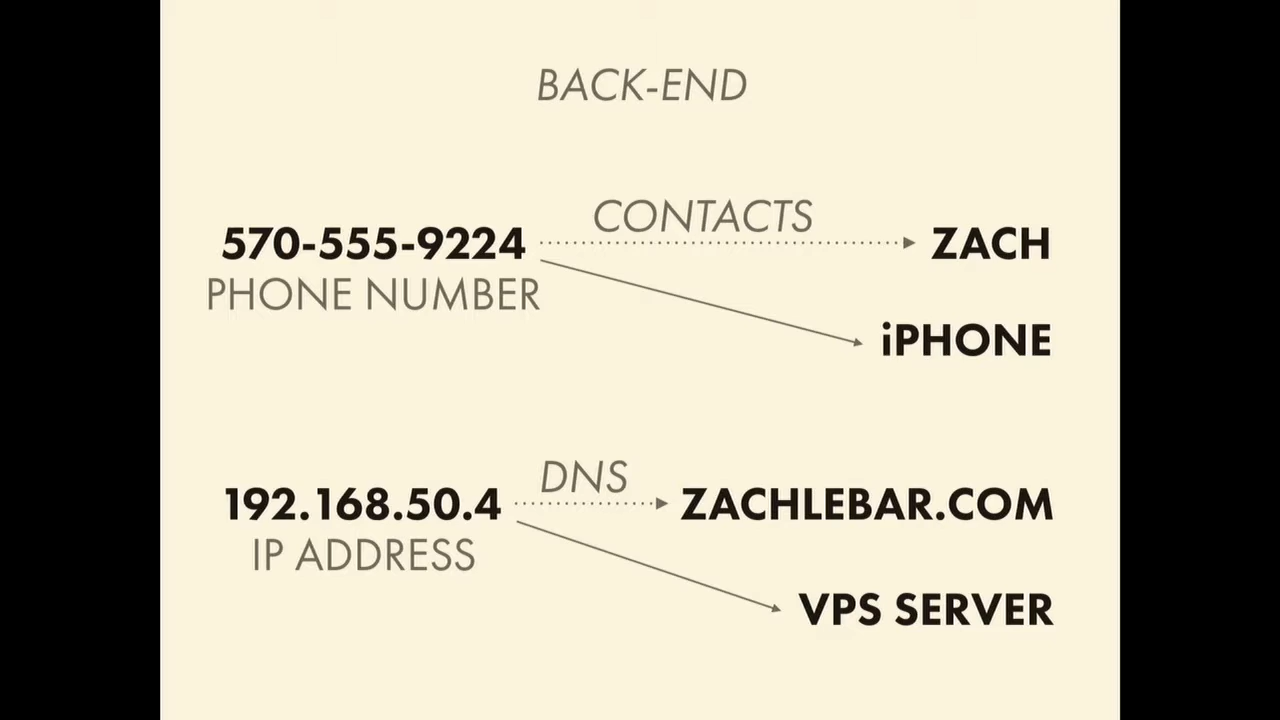 BACK-END
CONTACTS
570-555-9224 ZACH
PHONE NUMBER
iPHONE
DNS
192.168.50.4 ZACHLEBAR.COM
IP ADDRESS
VPS SERVER